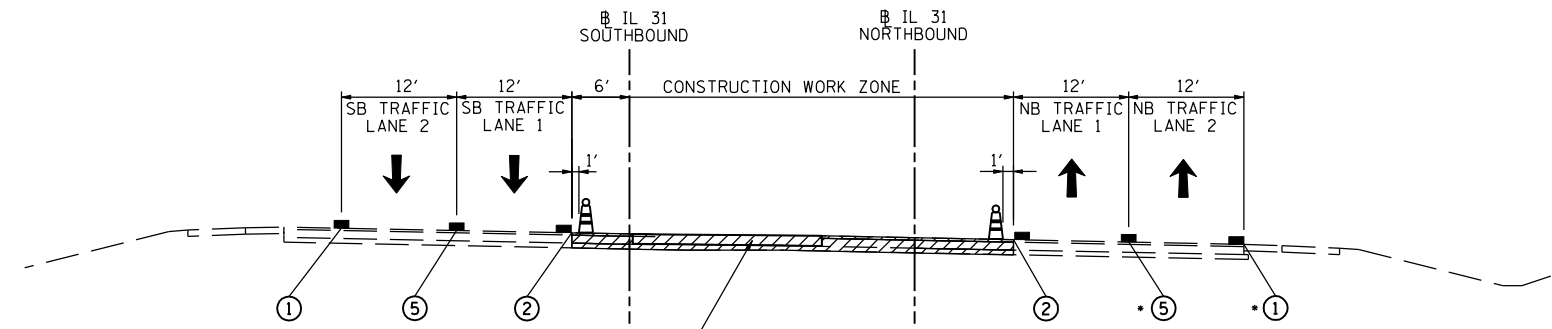 ℄ IL 31
SOUTHBOUND
℄ IL 31
NORTHBOUND
12'
12'
6'
CONSTRUCTION WORK ZONE
12'
12'
SB TRAFFIC
LANE 2
SB TRAFFIC
LANE 1
NB TRAFFIC
LANE 1
NB TRAFFIC
LANE 2
1'
1'
1
5
2
2
* 5
* 1